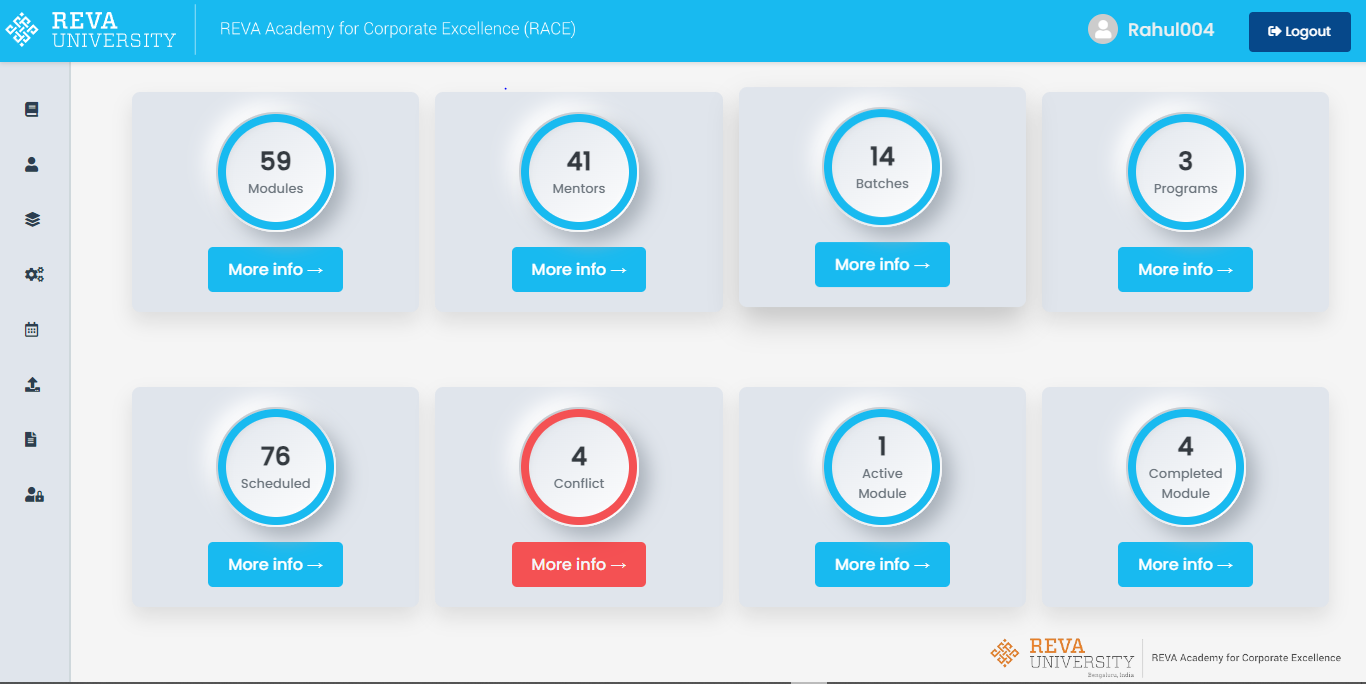 REVA
UNIVERSITY
REVA Academy for Corporate Excellence (RACE)
Rahul004
Logout
59
Modules
More info →
41
Mentors
More info →
14
Batches
More info →
3
Programs
More info →
76
Scheduled
More info →
4
Conflict
More info →
1
Active
Module
More info →
4
Completed
Module
More info →
REVA
UNIVERSITY
Bengaluru, India
REVA Academy for Corporate Excellence